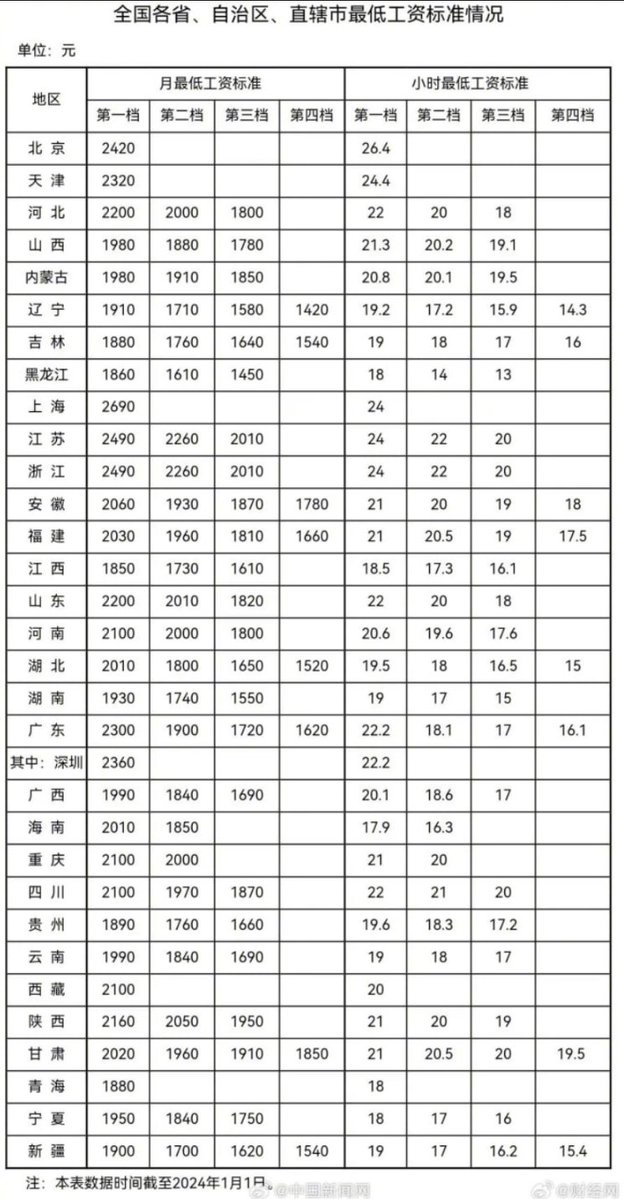 全国各省、自治区、直辖市最低工资标准情况
单位：元
地区 月最低工资标准 小时最低工资标准
第一档 第二档 第三档 第四档 第一档 第二档 第三档 第四档
北 京 2420 26.4
天 津 2320 24.4
河 北 2200 2000 1800 22 20 18
山 西 1980 1880 1780 21.3 20.2 19.1
内蒙古 1980 1910 1850 20.8 20.1 19.5
辽 宁 1910 1710 1580 1420 19.2 17.2 15.9 14.3
吉 林 1880 1760 1640 1540 19 18 17 16
黑龙江 1860 1610 1450 18 14 13
上 海 2690 24
江 苏 2490 2260 2010 24 22 20
浙 江 2490 2260 2010 24 22 20
安 徽 2060 1930 1870 1780 21 20 19 18
福 建 2030 1960 1810 1660 21 20.5 19 17.5
江 西 1850 1730 1610 18.5 17.3 16.1
山 东 2200 2010 1820 22 20 18
河 南 2100 2000 1800 20.6 19.6 17.6
湖 北 2010 1800 1650 1520 19.5 18 16.5 15
湖 南 1930 1740 1550 19 17 15
广 东 2300 1900 1720 1620 22.2 18.1 17 16.1
其中：深圳 2360 22.2
广 西 1990 1840 1690 20.1 18.6 17
海 南 2010 1850 17.9 16.3
重 庆 2100 2000 21 20
四 川 2100 1970 1870 22 21 20
贵 州 1890 1760 1660 19.6 18.3 17.2
云 南 1990 1840 1690 19 18 17
西 藏 2100 20
陕 西 2160 2050 1950 21 20 19
甘 肃 2020 1960 1910 1850 21 20.5 20 19.5
青 海 1880 18
宁 夏 1950 1840 1750 18 17 16
新 疆 1900 1700 1620 1540 19 17 16.2 15.4
注：本表数据时间截至2024年1月1日。
@中国新闻网 @财经网